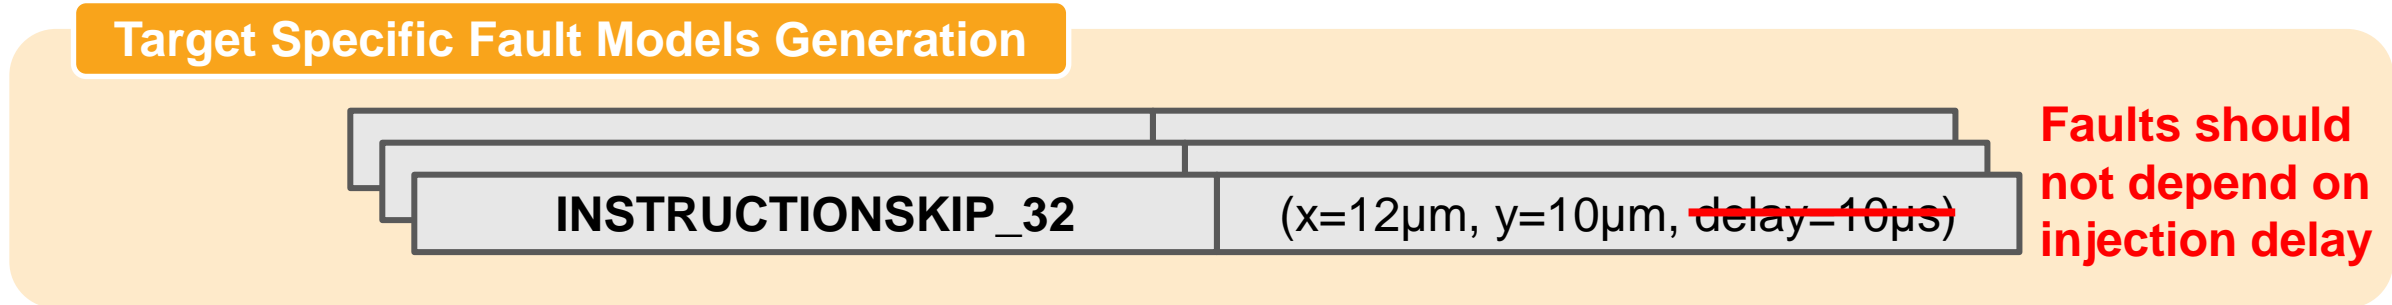 Target Specific Fault Models Generation
INSTRUCTIONSKIP_32
(x=12µm, y=10µm, delay=10µs)
Faults should
not depend on
injection delay